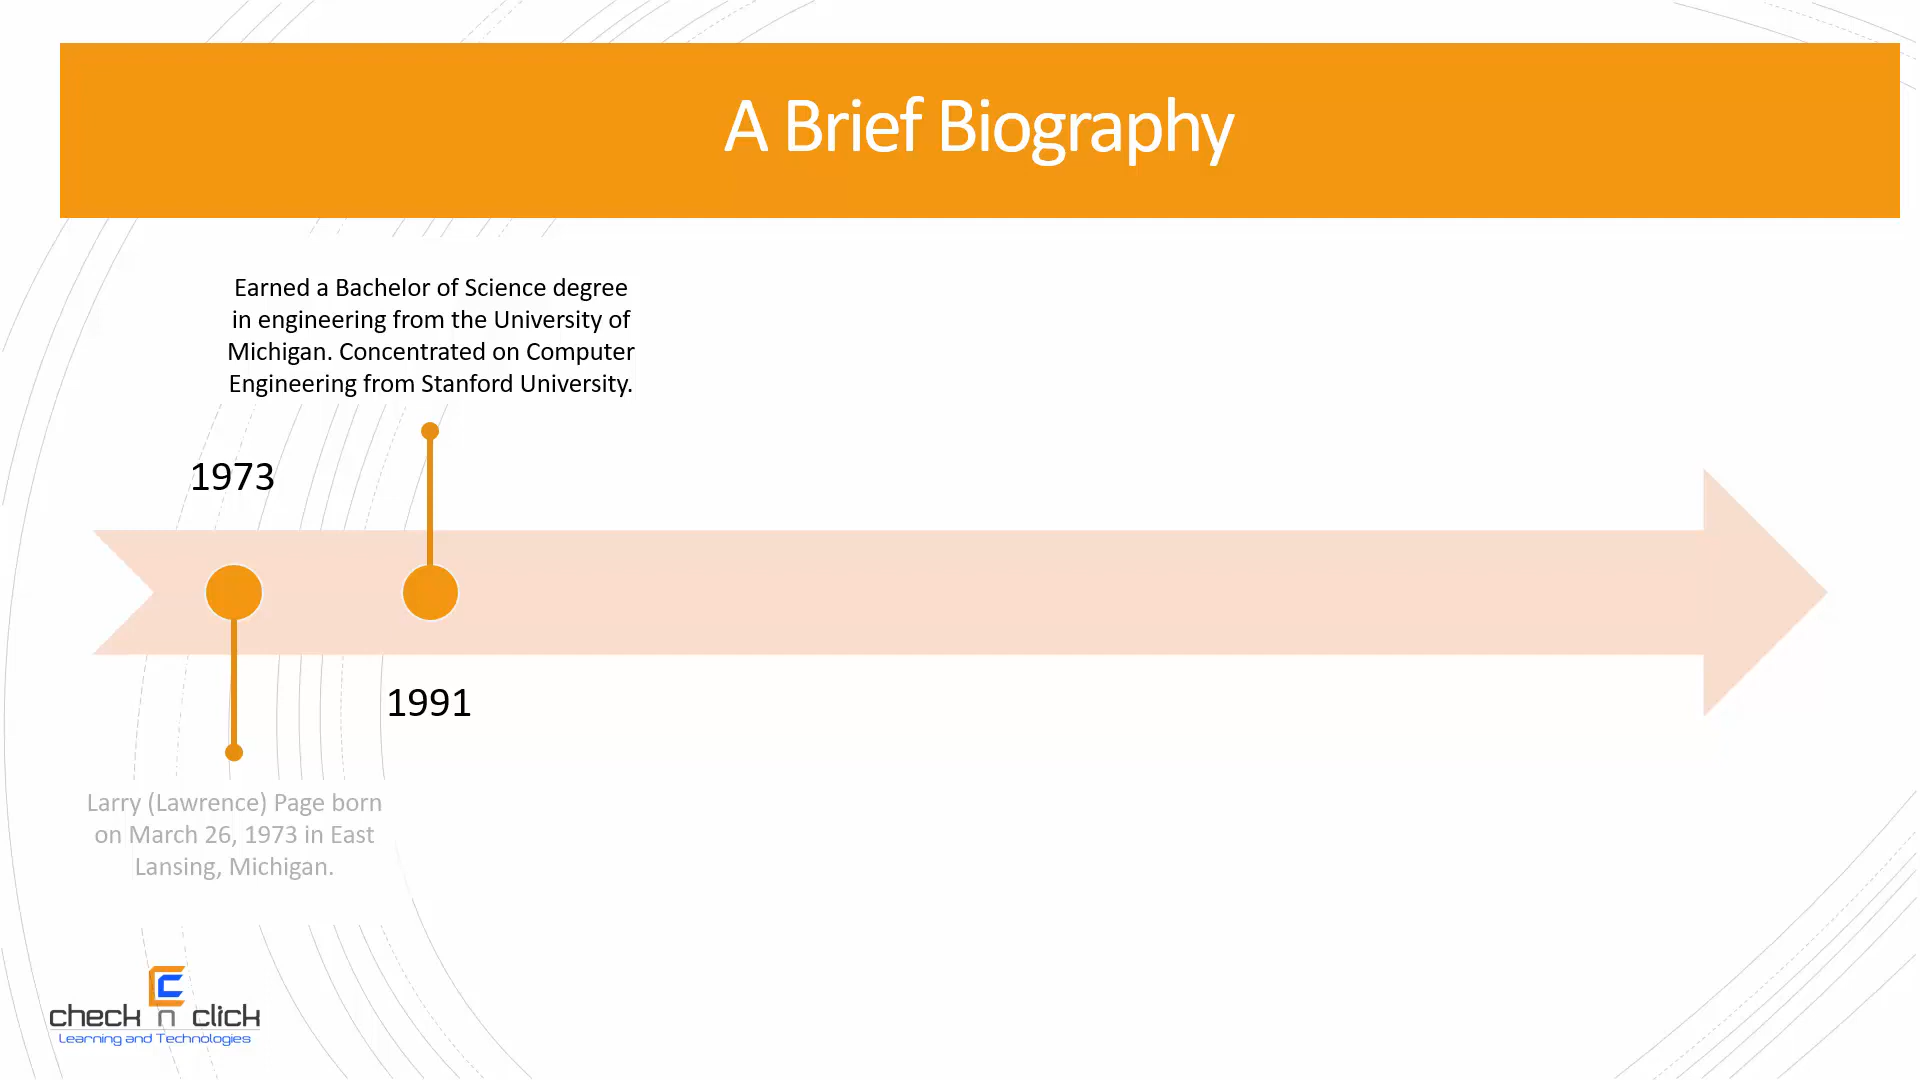 A Brief Biography
Earned a Bachelor of Science degree
in engineering from the University of
Michigan. Concentrated on Computer
Engineering from Stanford University.
1973
1991
Larry (Lawrence) Page born
on March 26, 1973 in East
Lansing, Michigan.
check n click
Learning and Technologies